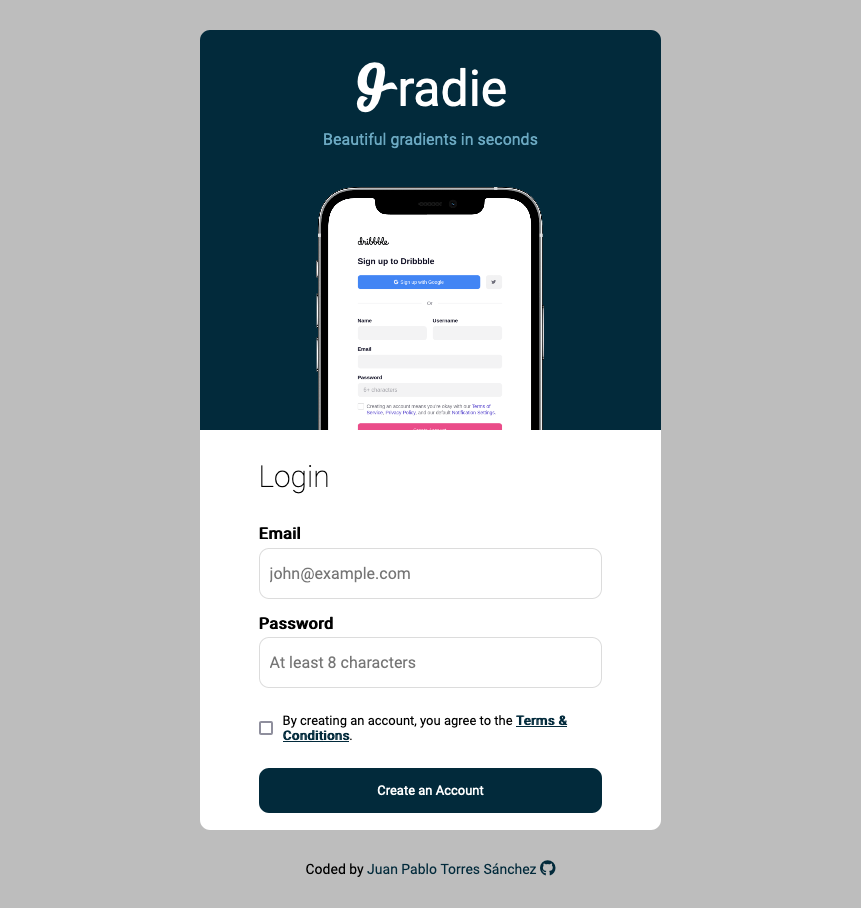 gradie
Beautiful gradients in seconds
dribbble
Sign up to Dribbble
G Sign up with Google
Or
Name Username
Email
Password
6+ characters
Creating an account means you're okay with our Terms of
Service, Privacy Policy, and our default Notification Settings.
Login
Email
john@example.com
Password
At least 8 characters
By creating an account, you agree to the Terms &
Conditions.
Create an Account
Coded by Juan Pablo Torres Sánchez